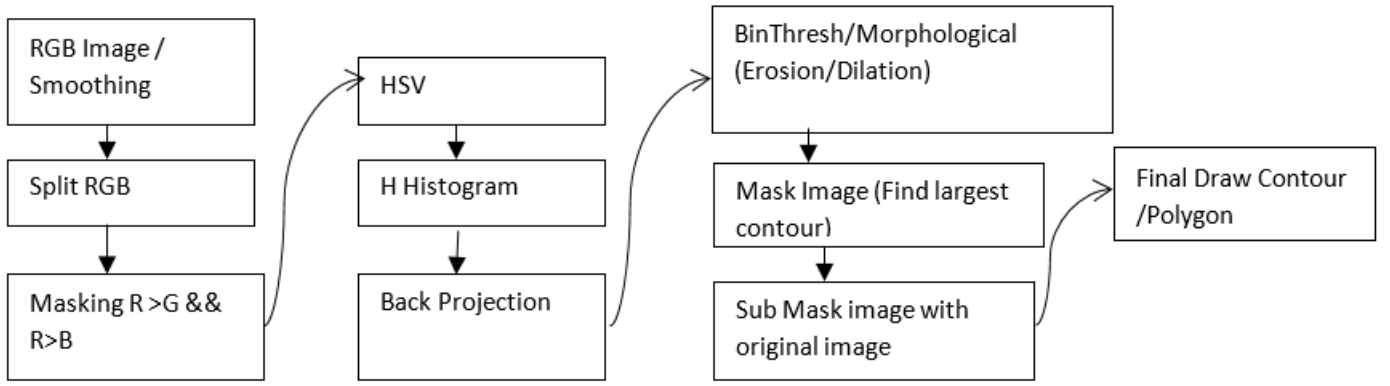 RGB Image /
Smoothing
Split RGB
Masking R >G &&
R>B
HSV
H Histogram
Back Projection
BinThresh/Morphological
(Erosion/Dilation)
Mask Image (Find largest
contour)
Sub Mask image with
original image
Final Draw Contour
/Polygon